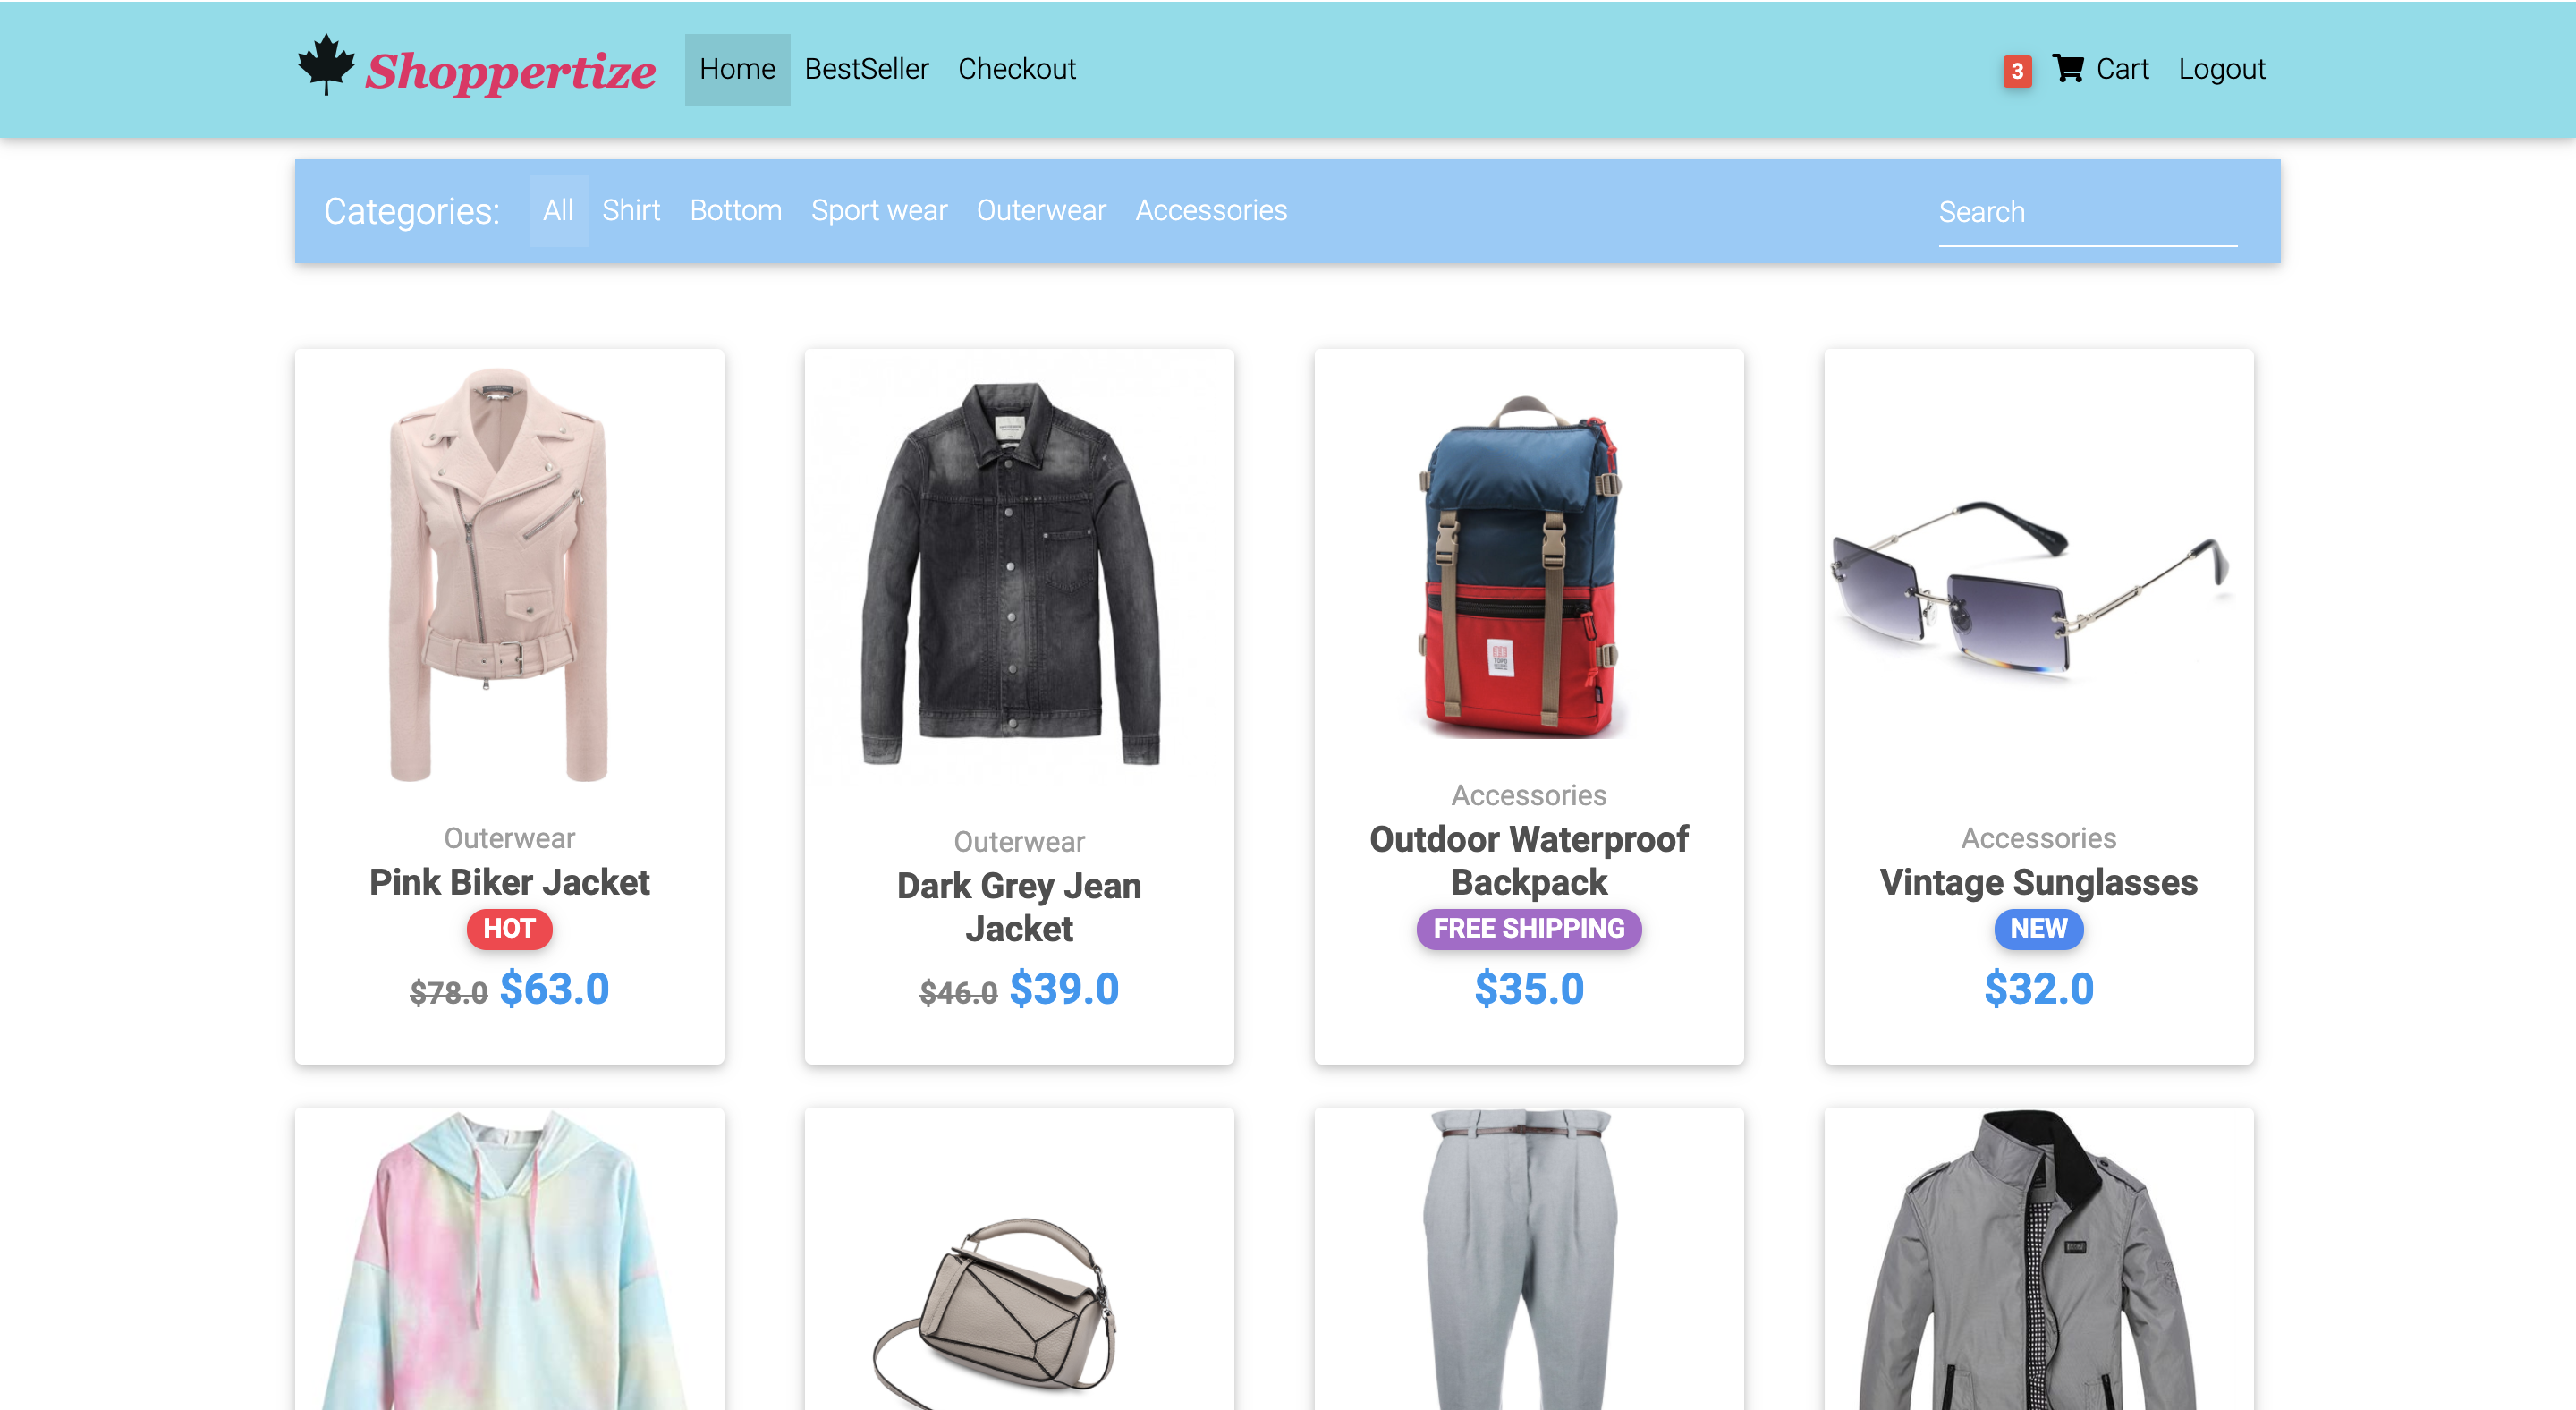 Shoppertize
Home BestSeller Checkout
3 Cart Logout
Categories: All Shirt Bottom Sport wear Outerwear Accessories
Search
Outerwear
Pink Biker Jacket
HOT
$78.0 $63.0
Outerwear
Dark Grey Jean
Jacket
$46.0 $39.0
Accessories
Outdoor Waterproof
Backpack
FREE SHIPPING
$35.0
Accessories
Vintage Sunglasses
NEW
$32.0